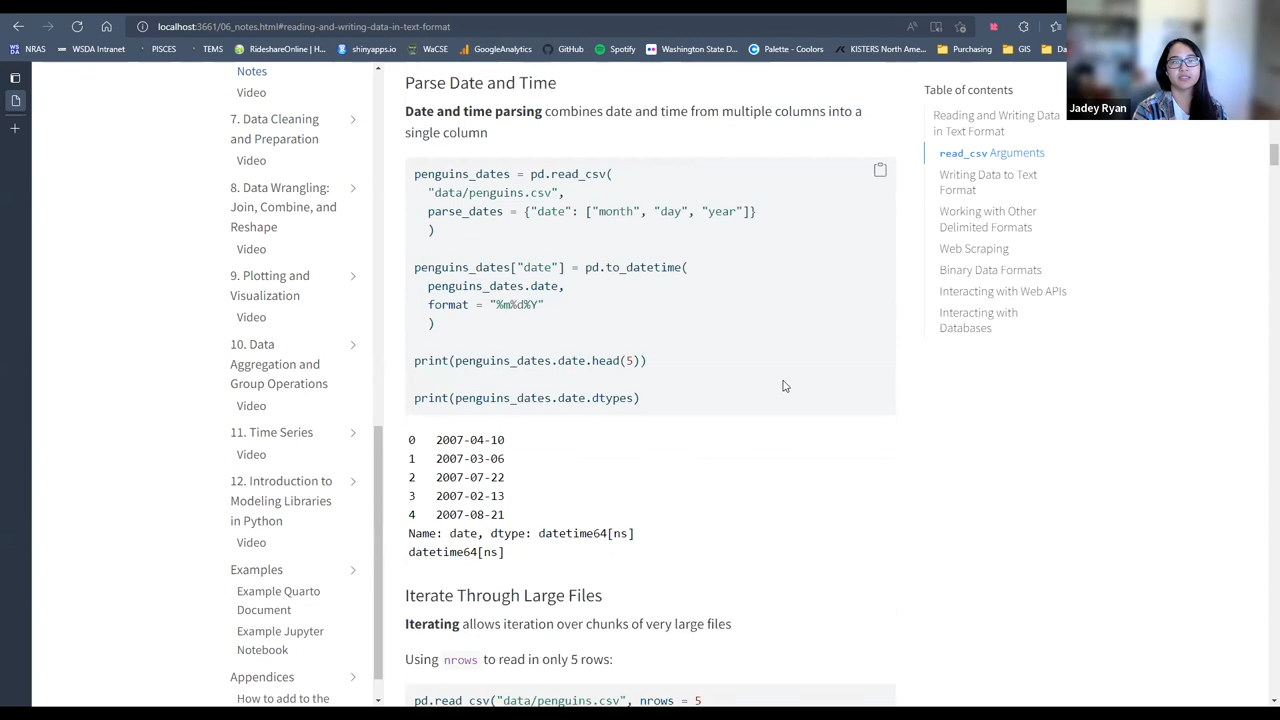 localhost:3661/06_notes.html#reading-and-writing-data-in-text-format
NRAS
WSDA Intranet
PISCES
TEMS
RideshareOnline | H...
shinyapps.io
WaCSE
GoogleAnalytics
GitHub
Spotify
Washington State D...
Palette - Coolors
KISTERS North Ame...
Purchasing
GIS
Da
Jadey Ryan
Notes
Video
7. Data Cleaning
and Preparation
Video
8. Data Wrangling:
Join, Combine, and
Reshape
Video
9. Plotting and
Visualization
Video
10. Data
Aggregation and
Group Operations
Video
11. Time Series
Video
12. Introduction to
Modeling Libraries
in Python
Video
Examples
Example Quarto
Document
Example Jupyter
Notebook
Appendices
How to add to the
Parse Date and Time
Date and time parsing combines date and time from multiple columns into a
single column
penguins_dates = pd.read_csv(
"data/penguins.csv",
parse_dates = {"date": ["month", "day", "year"]}
)
penguins_dates["date"] = pd.to_datetime(
penguins_dates.date,
format = "%m%d%Y"
)
print(penguins_dates.date.head(5))
print(penguins_dates.date.dtypes)
0 2007-04-10
1 2007-03-06
2 2007-07-22
3 2007-02-13
4 2007-08-21
Name: date, dtype: datetime64[ns]
datetime64[ns]
Iterate Through Large Files
Iterating allows iteration over chunks of very large files
Using nrows to read in only 5 rows:
pd.read_csv("data/penguins.csv", nrows = 5
Table of contents
Reading and Writing Data
in Text Format
read_csv Arguments
Writing Data to Text
Format
Working with Other
Delimited Formats
Web Scraping
Binary Data Formats
Interacting with Web APIs
Interacting with
Databases